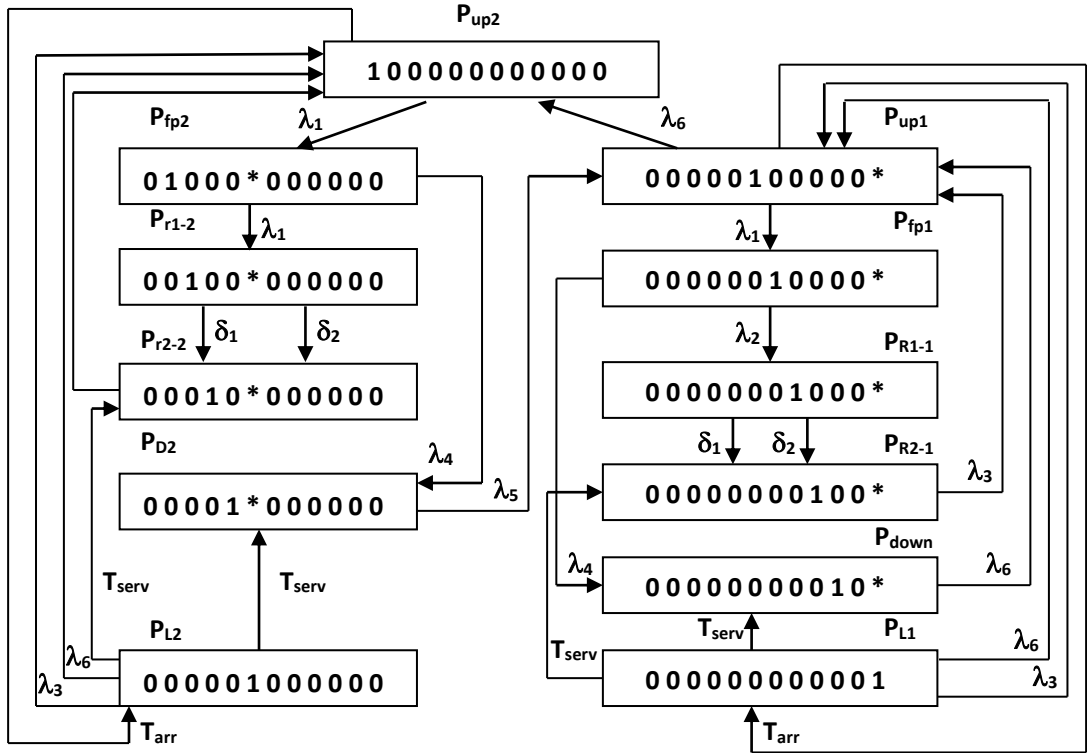 P_up2
1 0 0 0 0 0 0 0 0 0 0 0
P_fp2
λ1
λ6
P_up1
0 1 0 0 0 * 0 0 0 0 0 0
0 0 0 0 0 1 0 0 0 0 0 *
P_r1-2
λ1
λ1
P_fp1
0 0 1 0 0 * 0 0 0 0 0 0
0 0 0 0 0 0 1 0 0 0 0 *
δ1
δ2
λ2
P_r2-2
P_R1-1
0 0 0 1 0 * 0 0 0 0 0 0
0 0 0 0 0 0 0 1 0 0 0 *
P_D2
λ4
δ1
δ2
P_R2-1
0 0 0 0 1 * 0 0 0 0 0 0
λ5
0 0 0 0 0 0 0 0 1 0 0 *
λ3
P_down
T_serv
T_serv
λ4
0 0 0 0 0 0 0 0 0 1 0 *
λ6
P_L2
T_serv
T_serv
P_L1
λ6
λ3
0 0 0 0 0 1 0 0 0 0 0 0
0 0 0 0 0 0 0 0 0 0 0 1
λ6
λ3
T_arr
T_arr